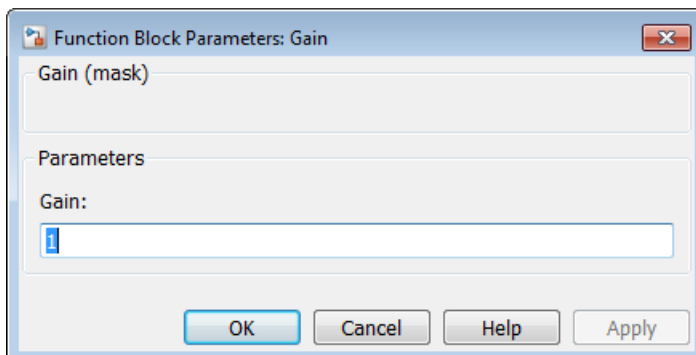 Function Block Parameters: Gain
Gain (mask)
Parameters
Gain:
1
OK Cancel Help Apply